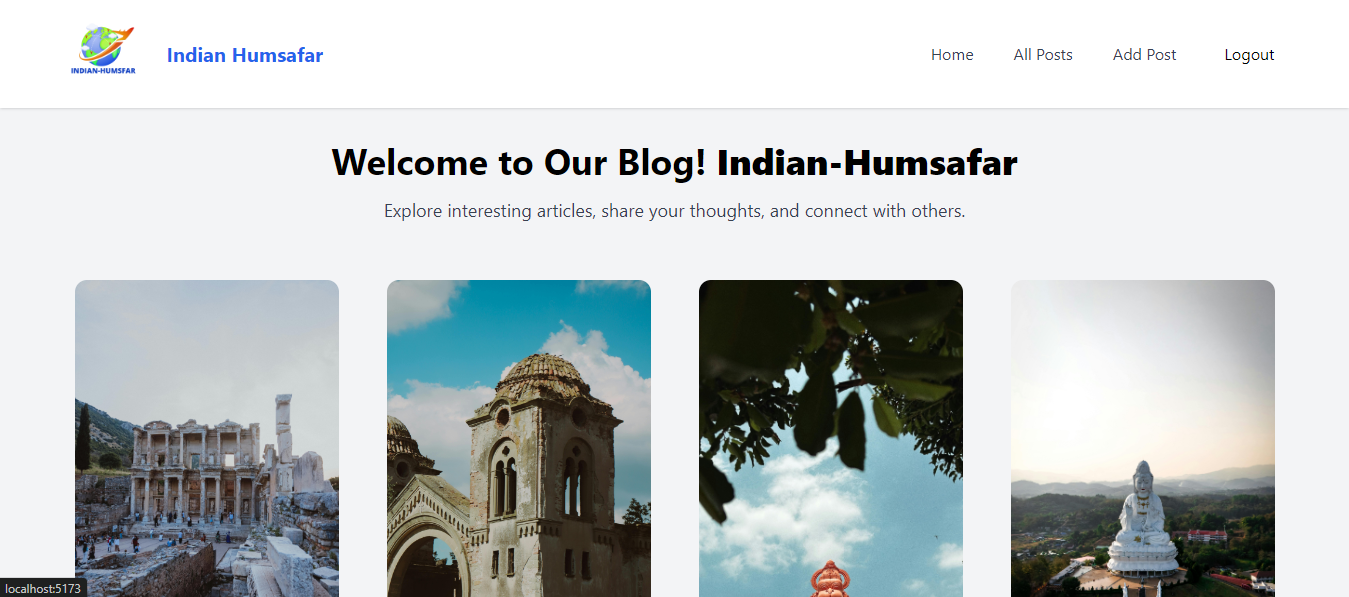 INDIAN-HUMSFAR
Indian Humsafar
Home
All Posts
Add Post
Logout
Welcome to Our Blog! Indian-Humsafar
Explore interesting articles, share your thoughts, and connect with others.
localhost:5173